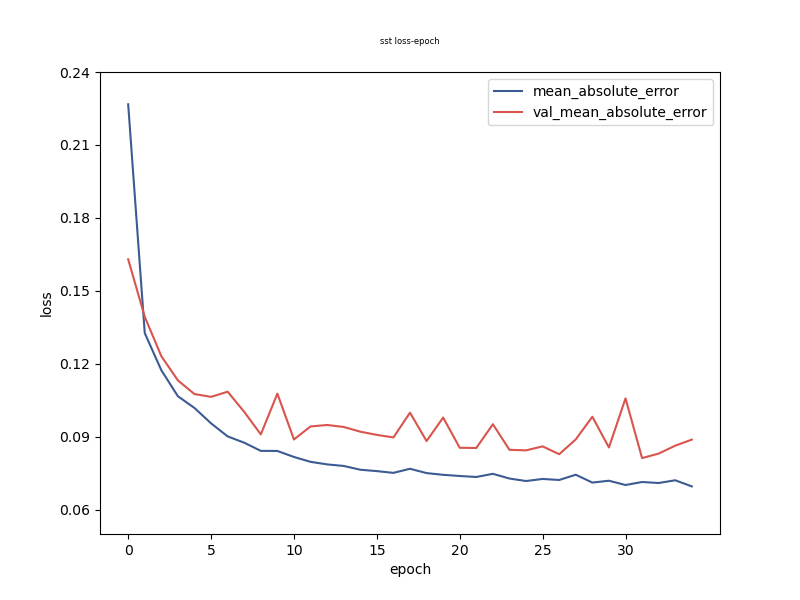 sst loss-epoch
mean_absolute_error
val_mean_absolute_error
0.24
0.21
0.18
0.15
0.12
0.09
0.06
loss
0
5
10
15
20
25
30
epoch